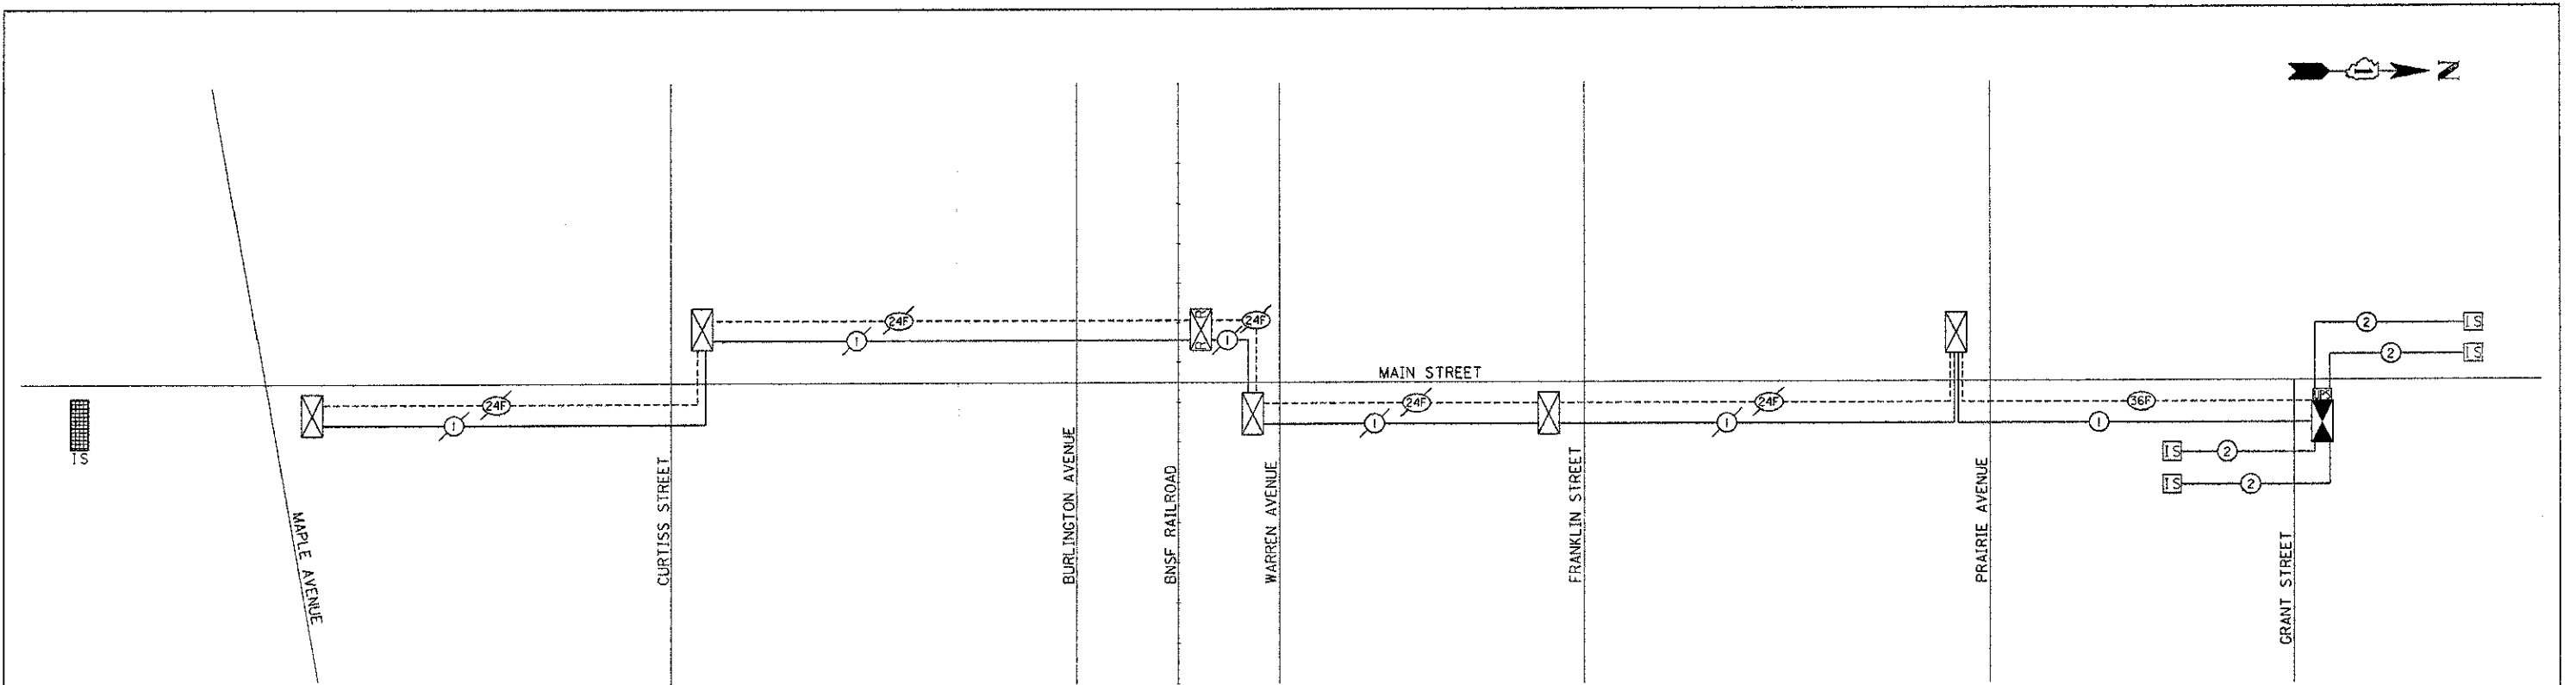 N
24F
24F
1
1
2
IS
2
IS
MAIN STREET
24F
1
24F
24F
36F
UPS
1
1
1
1
IS
2
IS
2
IS
MAPLE AVENUE
CURTISS STREET
BURLINGTON AVENUE
BNSF RAILROAD
WARREN AVENUE
FRANKLIN STREET
PRAIRIE AVENUE
GRANT STREET
R R
R R